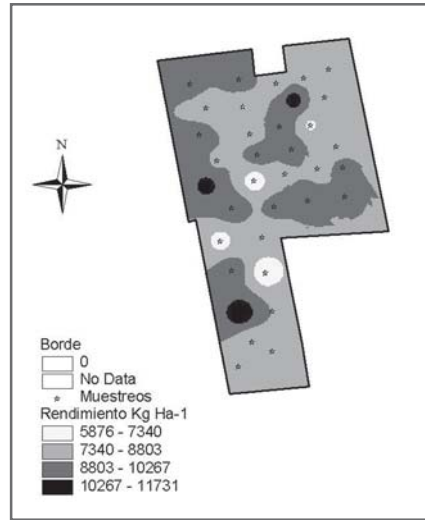 N
Borde
0
No Data
Muestreos
Rendimiento Kg Ha-1
5876 - 7340
7340 - 8803
8803 - 10267
10267 - 11731